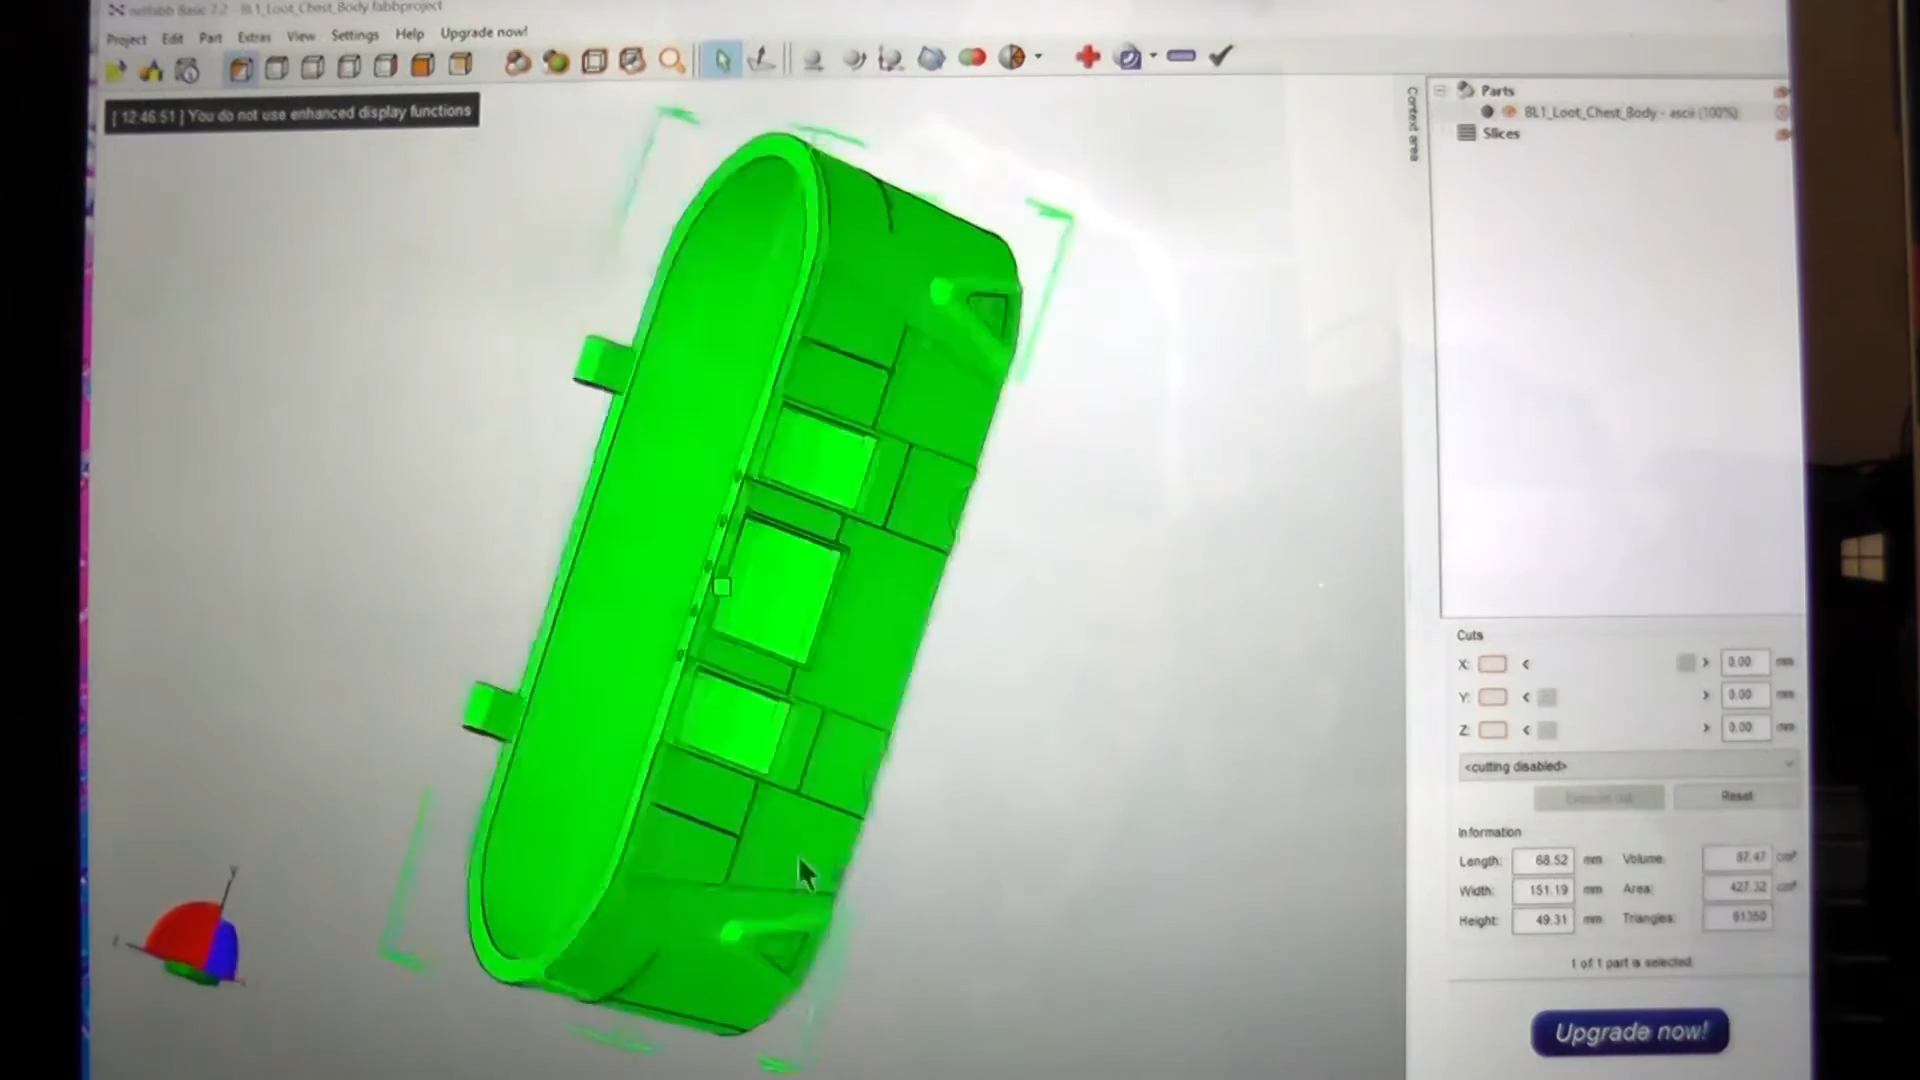 netfabb Basic 7.2 - BL1_Loot_Chest_Body.fabbproject
Project Edit Part Extras View Settings Help Upgrade now!
[ 12:46:51 ] You do not use enhanced display functions
Context area
Parts
BL1_Loot_Chest_Body - ascii (100%)
Slices
Cuts
X: < > 0.00 mm
Y: < > 0.00 mm
Z: < > 0.00 mm
<cutting disabled>
Execute cut Reset
Information
Length: 68.52 mm Volume: 87.47 cm³
Width: 151.19 mm Area: 427.32 cm²
Height: 49.31 mm Triangles: 81350
1 of 1 part is selected.
Upgrade now!